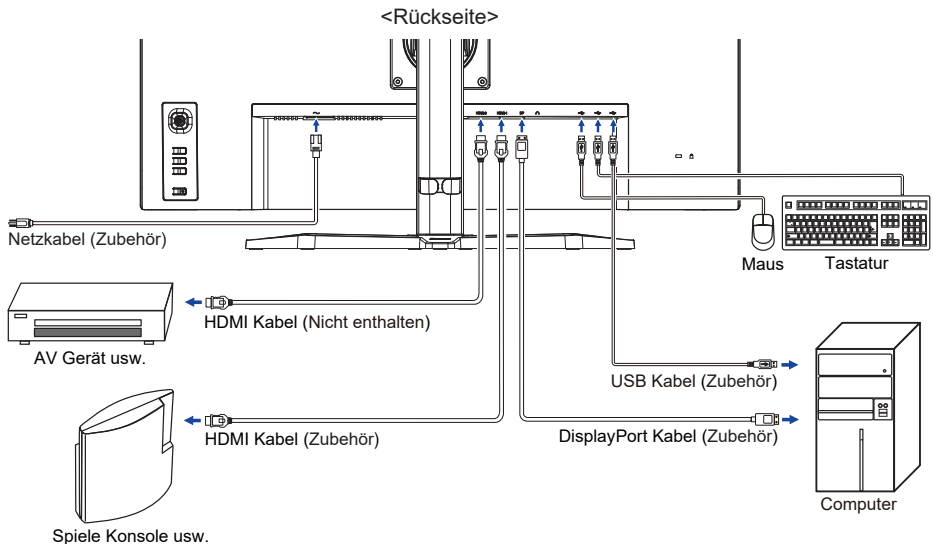 <Rückseite>
Netzkabel (Zubehör)
Maus
Tastatur
HDMI Kabel (Nicht enthalten)
AV Gerät usw.
USB Kabel (Zubehör)
HDMI Kabel (Zubehör)
DisplayPort Kabel (Zubehör)
Computer
Spiele Konsole usw.